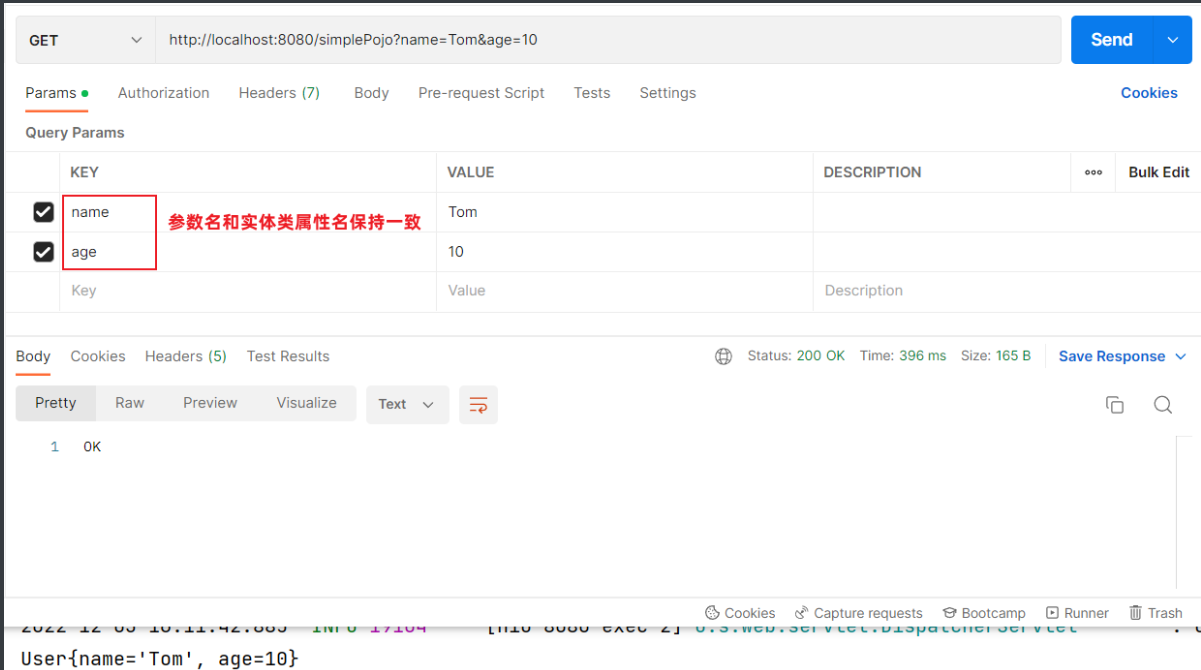 GET http://localhost:8080/simplePojo?name=Tom&age=10 Send
Params Authorization Headers (7) Body Pre-request Script Tests Settings Cookies
Query Params
KEY VALUE DESCRIPTION ooo Bulk Edit
name Tom
参数名和实体类属性名保持一致
age 10
Key Value Description
Body Cookies Headers (5) Test Results Status: 200 OK Time: 396 ms Size: 165 B Save Response
Pretty Raw Preview Visualize Text
1 OK
Cookies Capture requests Bootcamp Runner Trash
User{name='Tom', age=10}